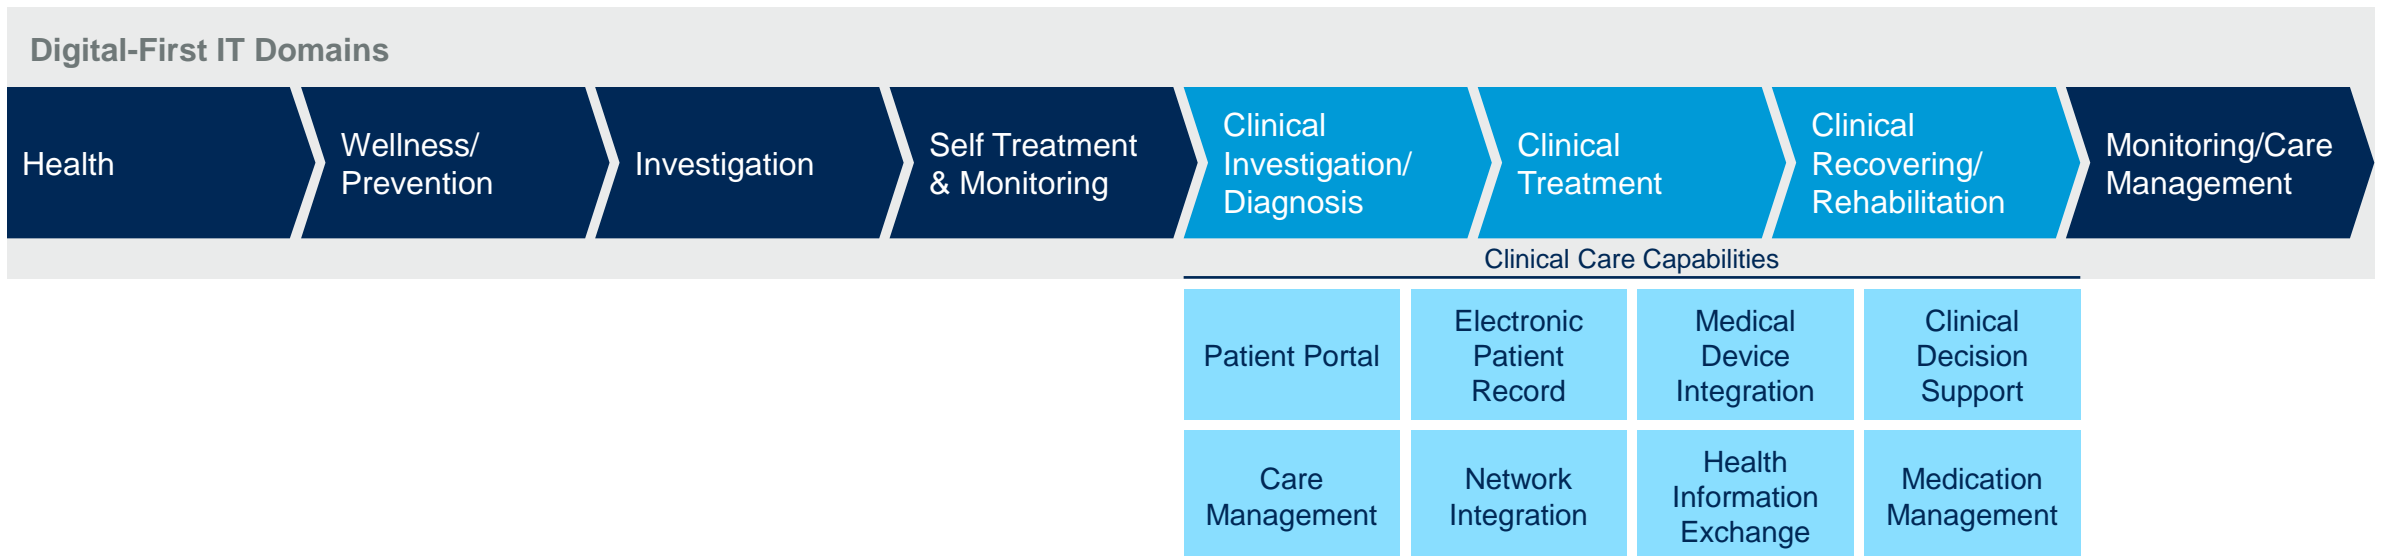 Digital-First IT Domains
Health
Wellness/
Prevention
Investigation
Self Treatment
& Monitoring
Clinical
Investigation/
Diagnosis
Clinical
Treatment
Clinical
Recovering/
Rehabilitation
Monitoring/Care
Management
Clinical Care Capabilities
Patient Portal
Electronic
Patient
Record
Medical
Device
Integration
Clinical
Decision
Support
Care
Management
Network
Integration
Health
Information
Exchange
Medication
Management